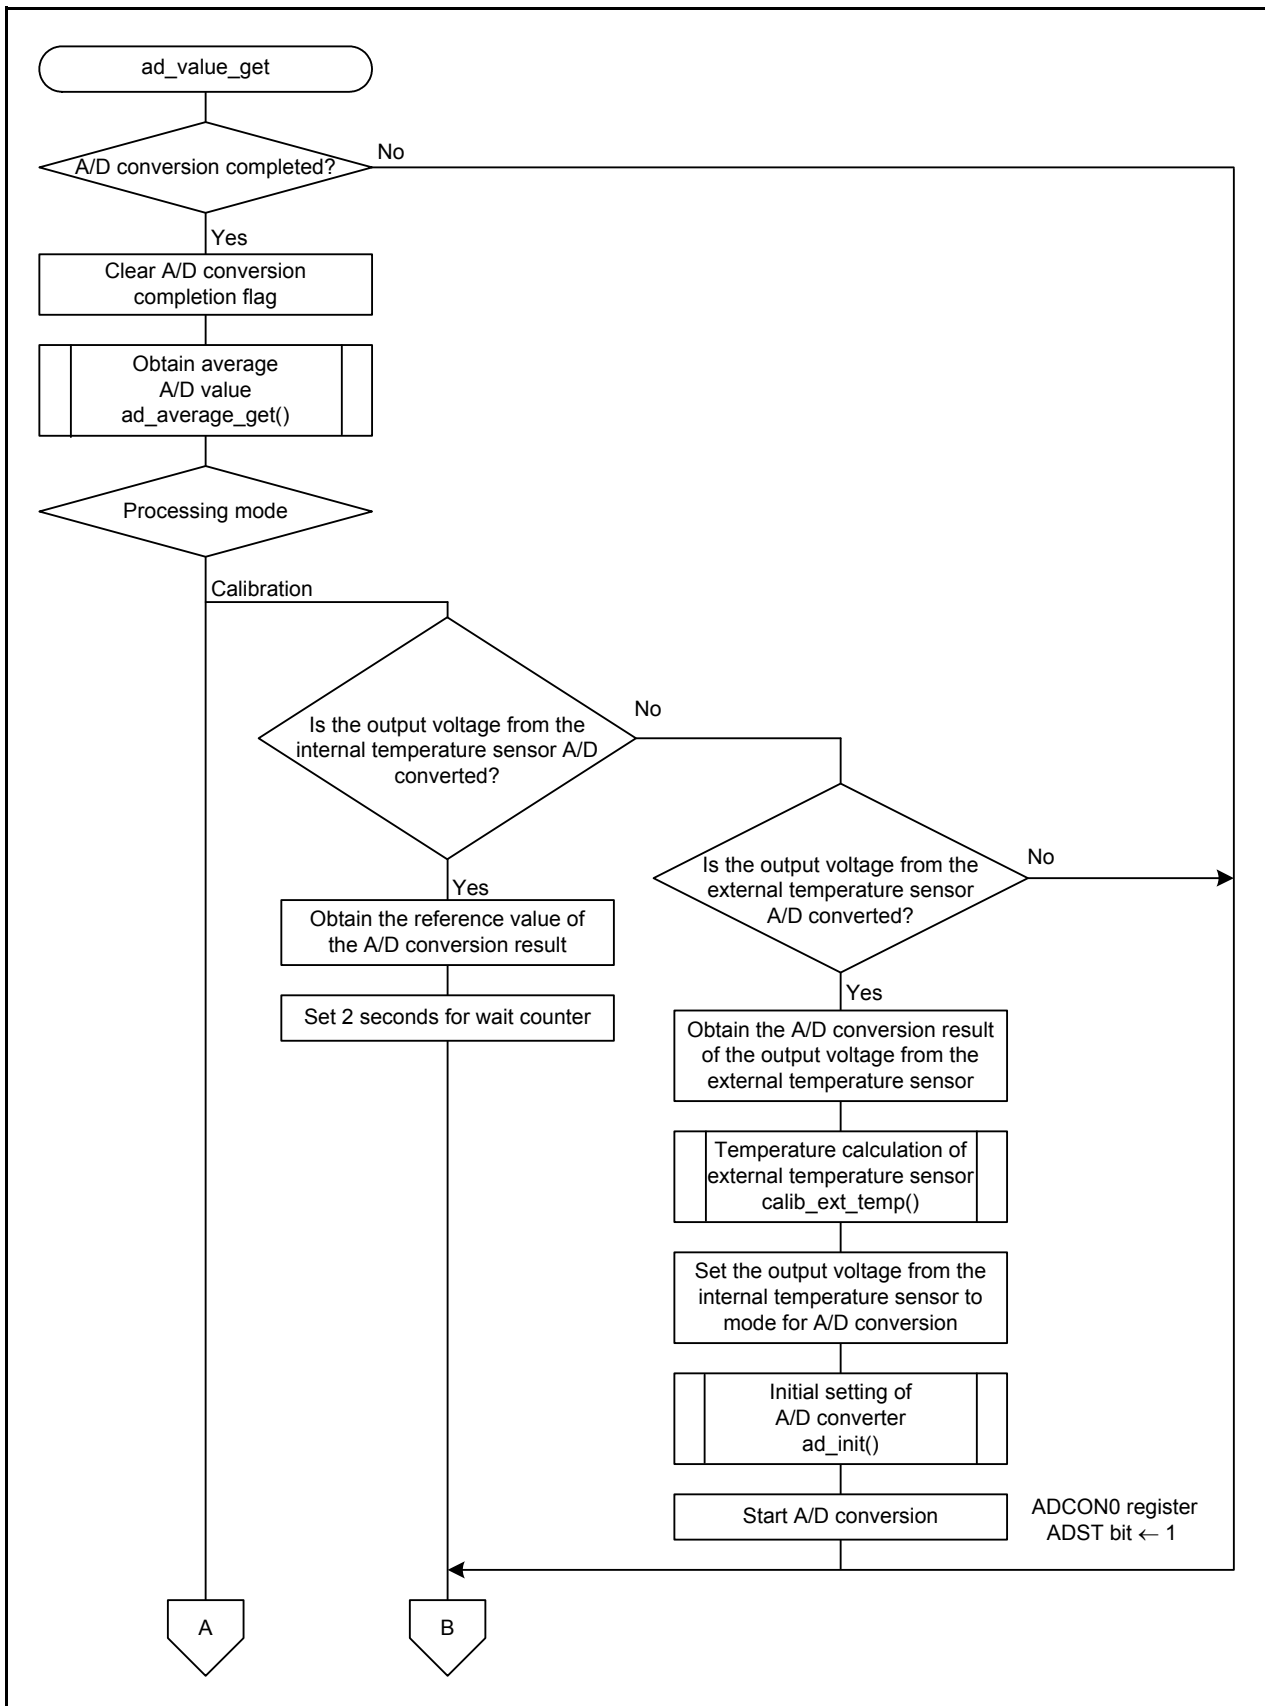 ad_value_get
A/D conversion completed?
No
Yes
Clear A/D conversion
completion flag
Obtain average
A/D value
ad_average_get()
Processing mode
Calibration
Is the output voltage from the
internal temperature sensor A/D
converted?
No
Yes
Obtain the reference value of
the A/D conversion result
Set 2 seconds for wait counter
Is the output voltage from the
external temperature sensor
A/D converted?
No
Yes
Obtain the A/D conversion result
of the output voltage from the
external temperature sensor
Temperature calculation of
external temperature sensor
calib_ext_temp()
Set the output voltage from the
internal temperature sensor to
mode for A/D conversion
Initial setting of
A/D converter
ad_init()
Start A/D conversion
ADCON0 register
ADST bit ← 1
A
B